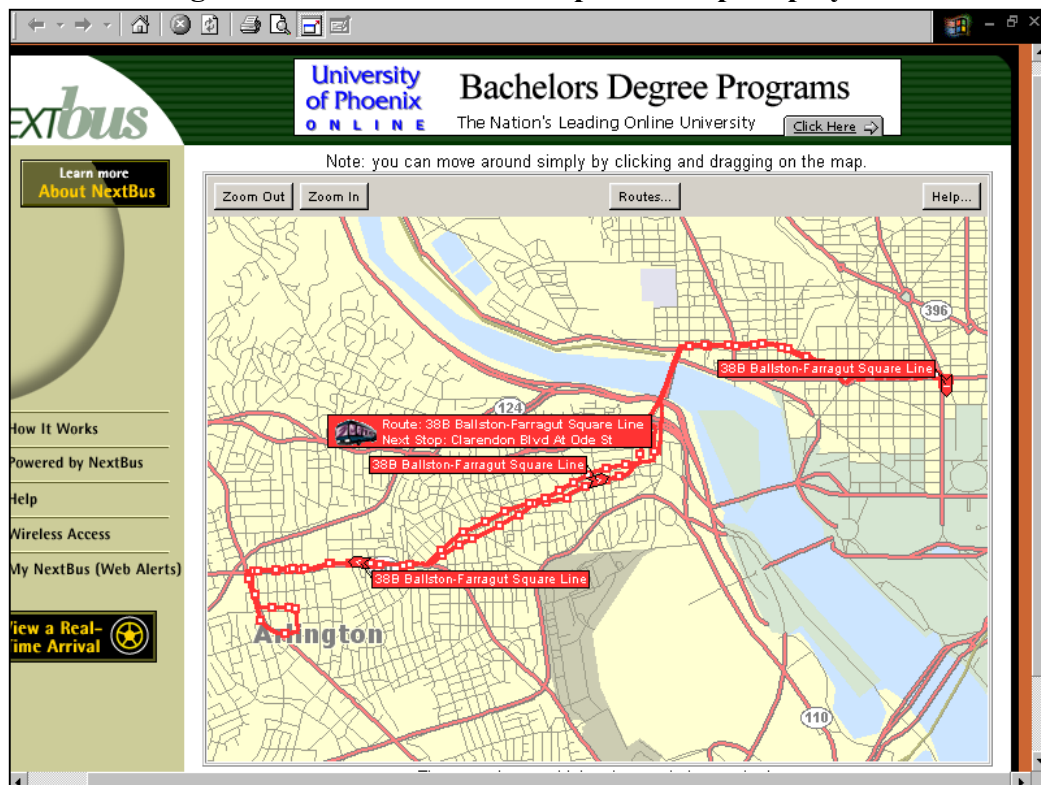 University
of Phoenix
ONLINE
Bachelors Degree Programs
The Nation's Leading Online University
Click Here
EXTbus
Learn more
About NextBus
Note: you can move around simply by clicking and dragging on the map.
Zoom Out
Zoom In
Routes...
Help...
396
38B Ballston-Farragut Square Line
124
Route: 38B Ballston-Farragut Square Line
Next Stop: Clarendon Blvd At Ode St
38B Ballston-Farragut Square Line
38B Ballston-Farragut Square Line
Arlington
110
How It Works
Powered by NextBus
Help
Wireless Access
My NextBus (Web Alerts)
View a Real-
Time Arrival